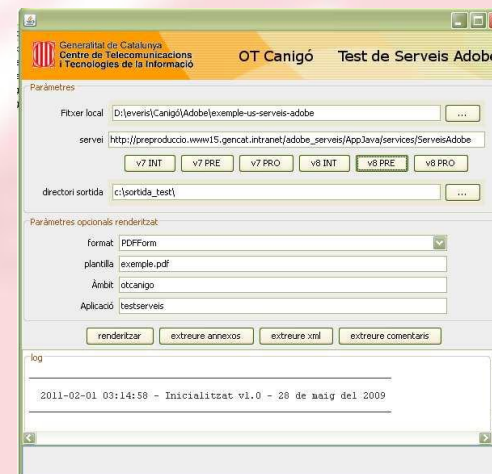 Generalitat de Catalunya
Centre de Telecomunicacions
i Tecnologies de la Informació
OT Canigó Test de Serveis Adobe
Paràmetres
Fitxer local D:\everis\Canigó\Adobe\exemple-us-serveis-adobe ...
servei http://preproduccio.www15.gencat.intranet/adobe_serveis/AppJava/services/ServeisAdobe
v7 INT v7 PRE v7 PRO v8 INT v8 PRE v8 PRO
directori sortida c:\sortida_test\ ...
Paràmetres opcionals renderitzat
format PDFForm
plantilla exemple.pdf
Àmbit otcanigo
Aplicació testserveis
renderitzar extreure annexos extreure xml extreure comentaris
log
2011-02-01 03:14:58 - Inicialitzat v1.0 - 28 de maig del 2009